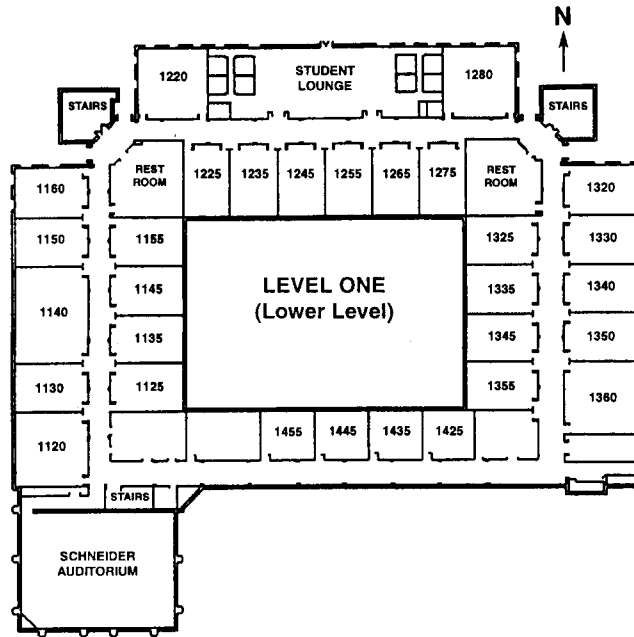 N
1220
STUDENT
LOUNGE
1280
STAIRS
STAIRS
REST
ROOM
1225
1235
1245
1255
1265
1275
REST
ROOM
1160
1320
1150
1155
1325
1330
LEVEL ONE
(Lower Level)
1140
1145
1335
1340
1135
1345
1350
1130
1125
1355
1360
1120
1455
1445
1435
1425
STAIRS
SCHNEIDER
AUDITORIUM